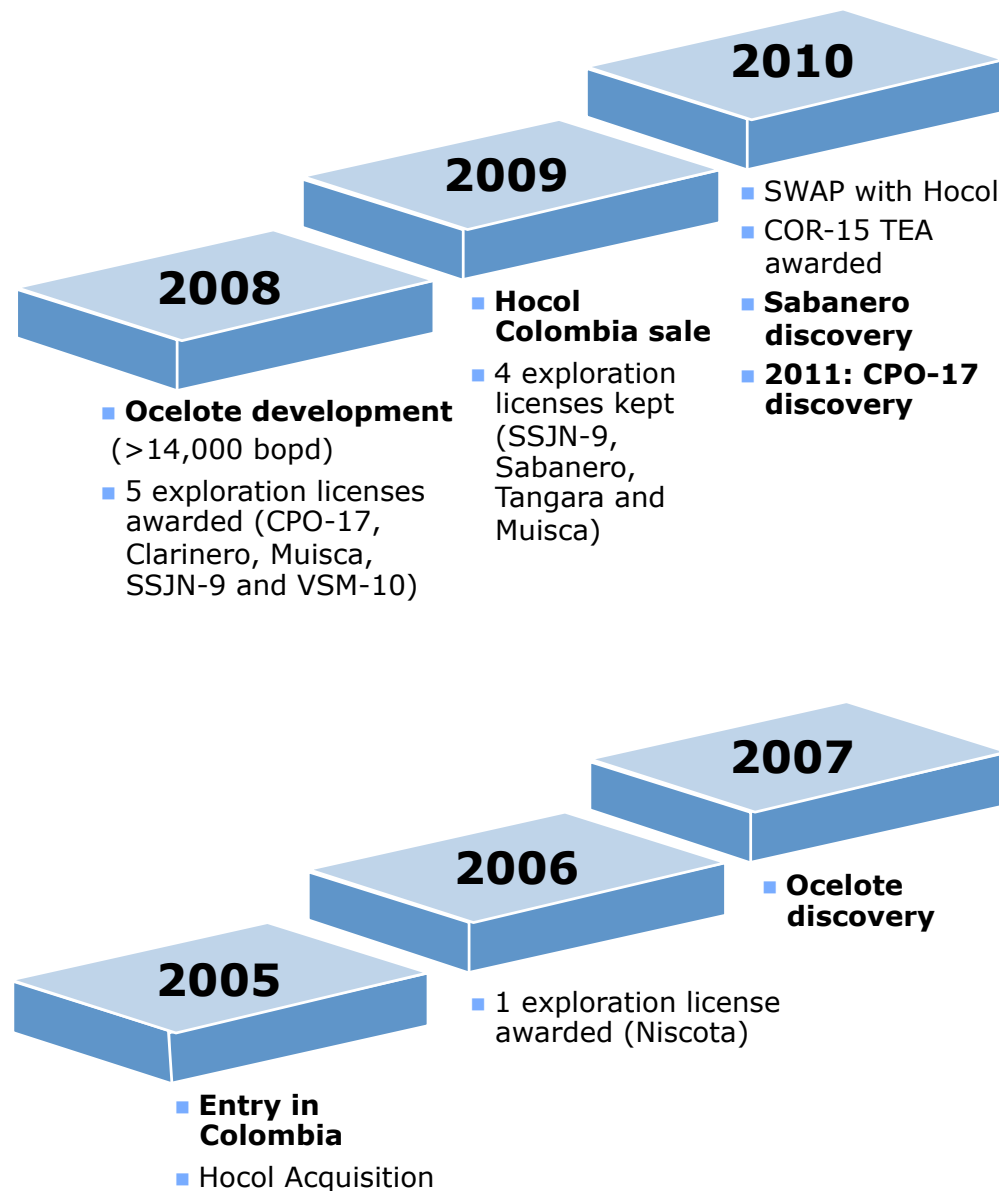 2010
SWAP with Hocol
COR-15 TEA
awarded
Sabanero
discovery
2011: CPO-17
discovery
2009
Hocol
Colombia sale
4 exploration
licenses kept
(SSJN-9,
Sabanero,
Tangara and
Muisca)
2008
Ocelote development
(>14,000 bopd)
5 exploration licenses
awarded (CPO-17,
Clarinero, Muisca,
SSJN-9 and VSM-10)
2007
Ocelote
discovery
2006
1 exploration license
awarded (Niscota)
2005
Entry in
Colombia
Hocol Acquisition